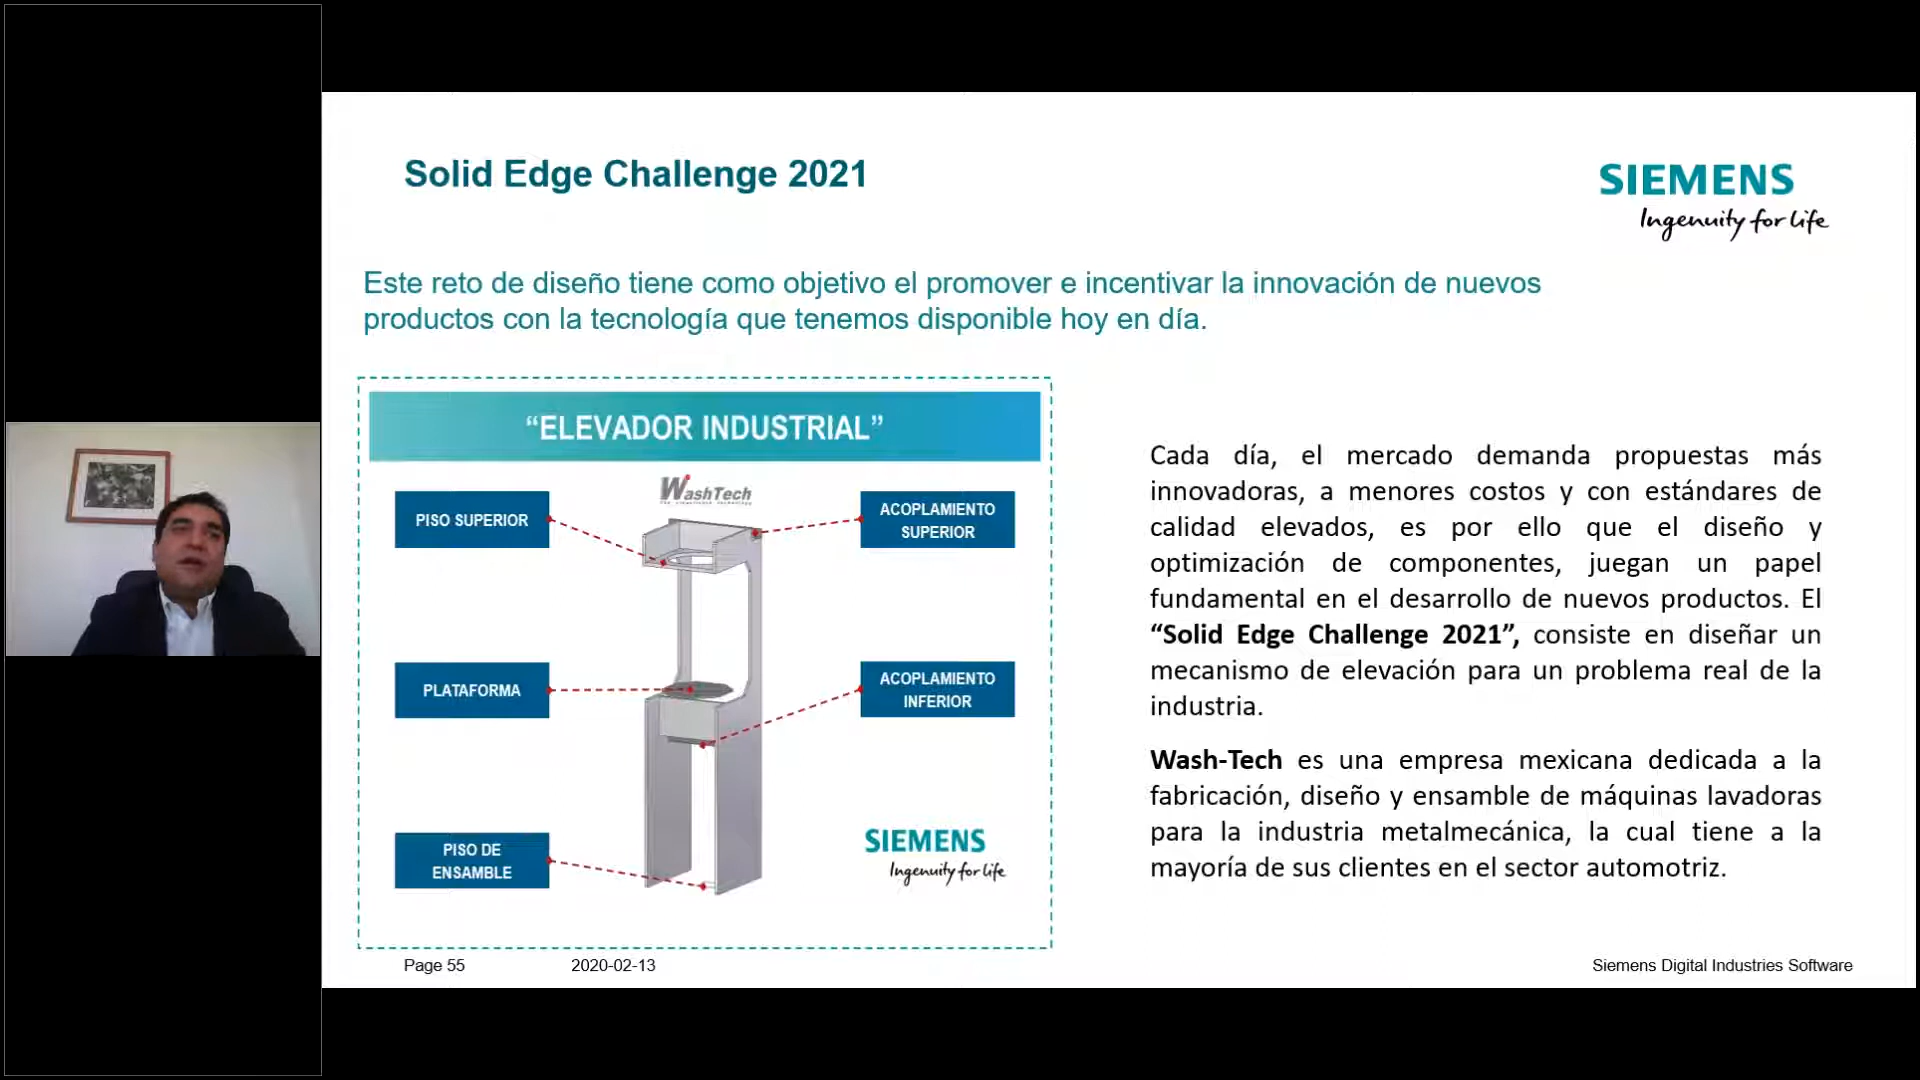 Solid Edge Challenge 2021
SIEMENS
Ingenuity for life
Este reto de diseño tiene como objetivo el promover e incentivar la innovación de nuevos
productos con la tecnología que tenemos disponible hoy en día.
“ELEVADOR INDUSTRIAL”
WashTech
PISO SUPERIOR
ACOPLAMIENTO
SUPERIOR
PLATAFORMA
ACOPLAMIENTO
INFERIOR
PISO DE
ENSAMBLE
SIEMENS
Ingenuity for life
Cada día, el mercado demanda propuestas más
innovadoras, a menores costos y con estándares de
calidad elevados, es por ello que el diseño y
optimización de componentes, juegan un papel
fundamental en el desarrollo de nuevos productos. El
“Solid Edge Challenge 2021”, consiste en diseñar un
mecanismo de elevación para un problema real de la
industria.
Wash-Tech es una empresa mexicana dedicada a la
fabricación, diseño y ensamble de máquinas lavadoras
para la industria metalmecánica, la cual tiene a la
mayoría de sus clientes en el sector automotriz.
Page 55
2020-02-13
Siemens Digital Industries Software